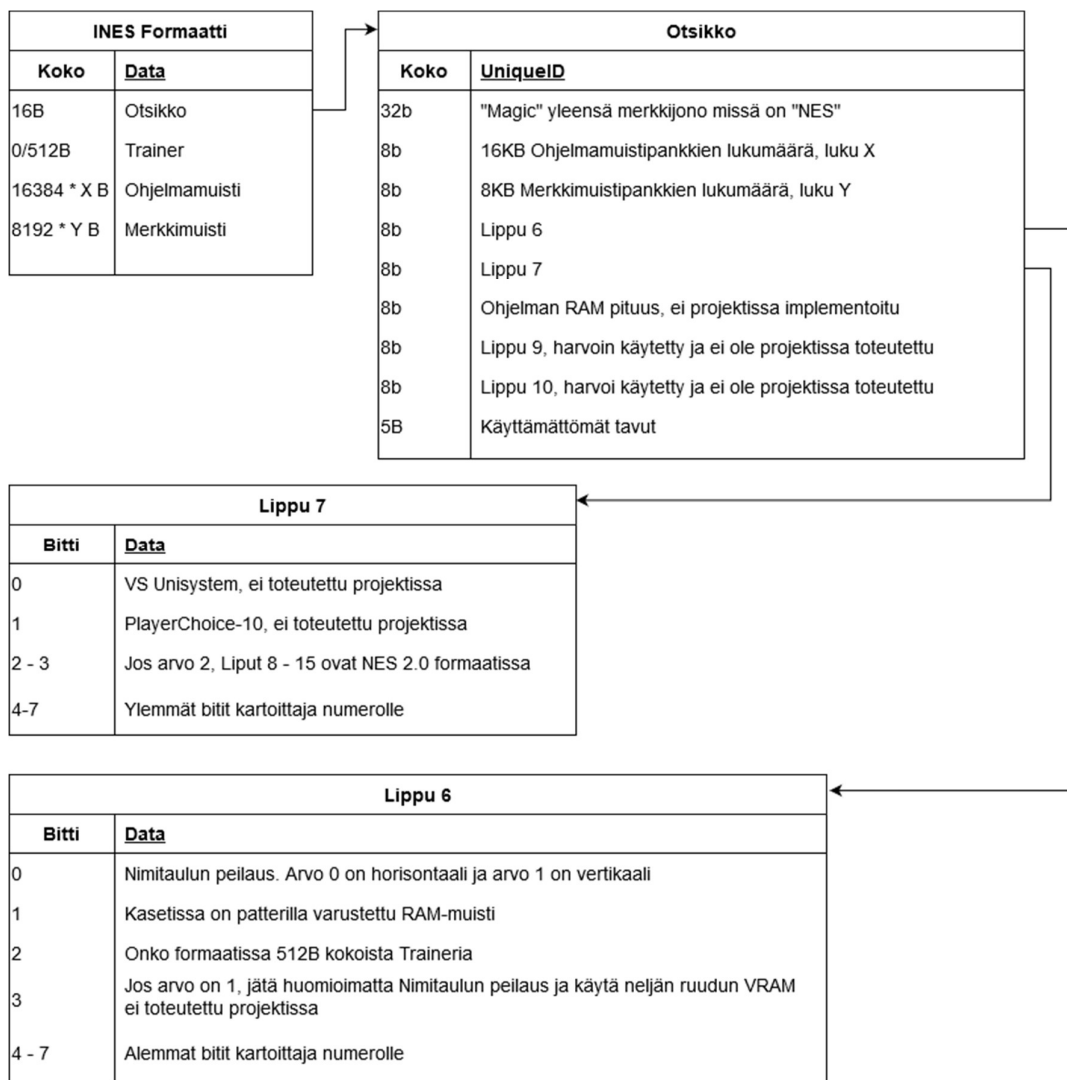 INES Formaatti
Koko Data
16B Otsikko
0/512B Trainer
16384 * X B Ohjelmamuisti
8192 * Y B Merkkimuisti
Otsikko
Koko UniqueID
32b "Magic" yleensä merkkijono missä on "NES"
8b 16KB Ohjelmamuistipankkien lukumäärä, luku X
8b 8KB Merkkimuistipankkien lukumäärä, luku Y
8b Lippu 6
8b Lippu 7
8b Ohjelman RAM pituus, ei projektissa implementoitu
8b Lippu 9, harvoin käytetty ja ei ole projektissa toteutettu
8b Lippu 10, harvoi käytetty ja ei ole projektissa toteutettu
5B Käyttämättömät tavut
Lippu 7
Bitti Data
0 VS Unisystem, ei toteutettu projektissa
1 PlayerChoice-10, ei toteutettu projektissa
2 - 3 Jos arvo 2, Liput 8 - 15 ovat NES 2.0 formaatissa
4-7 Ylemmät bitit kartoittaja numerolle
Lippu 6
Bitti Data
0 Nimitaulun peilaus. Arvo 0 on horisontaali ja arvo 1 on vertikaali
1 Kasetissa on patterilla varustettu RAM-muisti
2 Onko formaatissa 512B kokoista Traineria
3 Jos arvo on 1, jätä huomioimatta Nimitaulun peilaus ja käytä neljän ruudun VRAM
ei toteutettu projektissa
4 - 7 Alemmat bitit kartoittaja numerolle